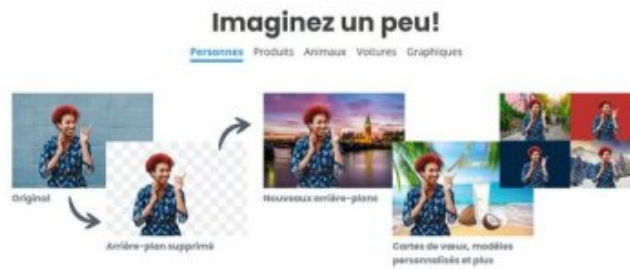 Imaginez un peu!
Personnes Produits Animaux Voitures Graphiques
Original
Arrière-plan supprimé
Nouveaux arrière-plans
Cartes de vœux, modèles
personnalisés et plus